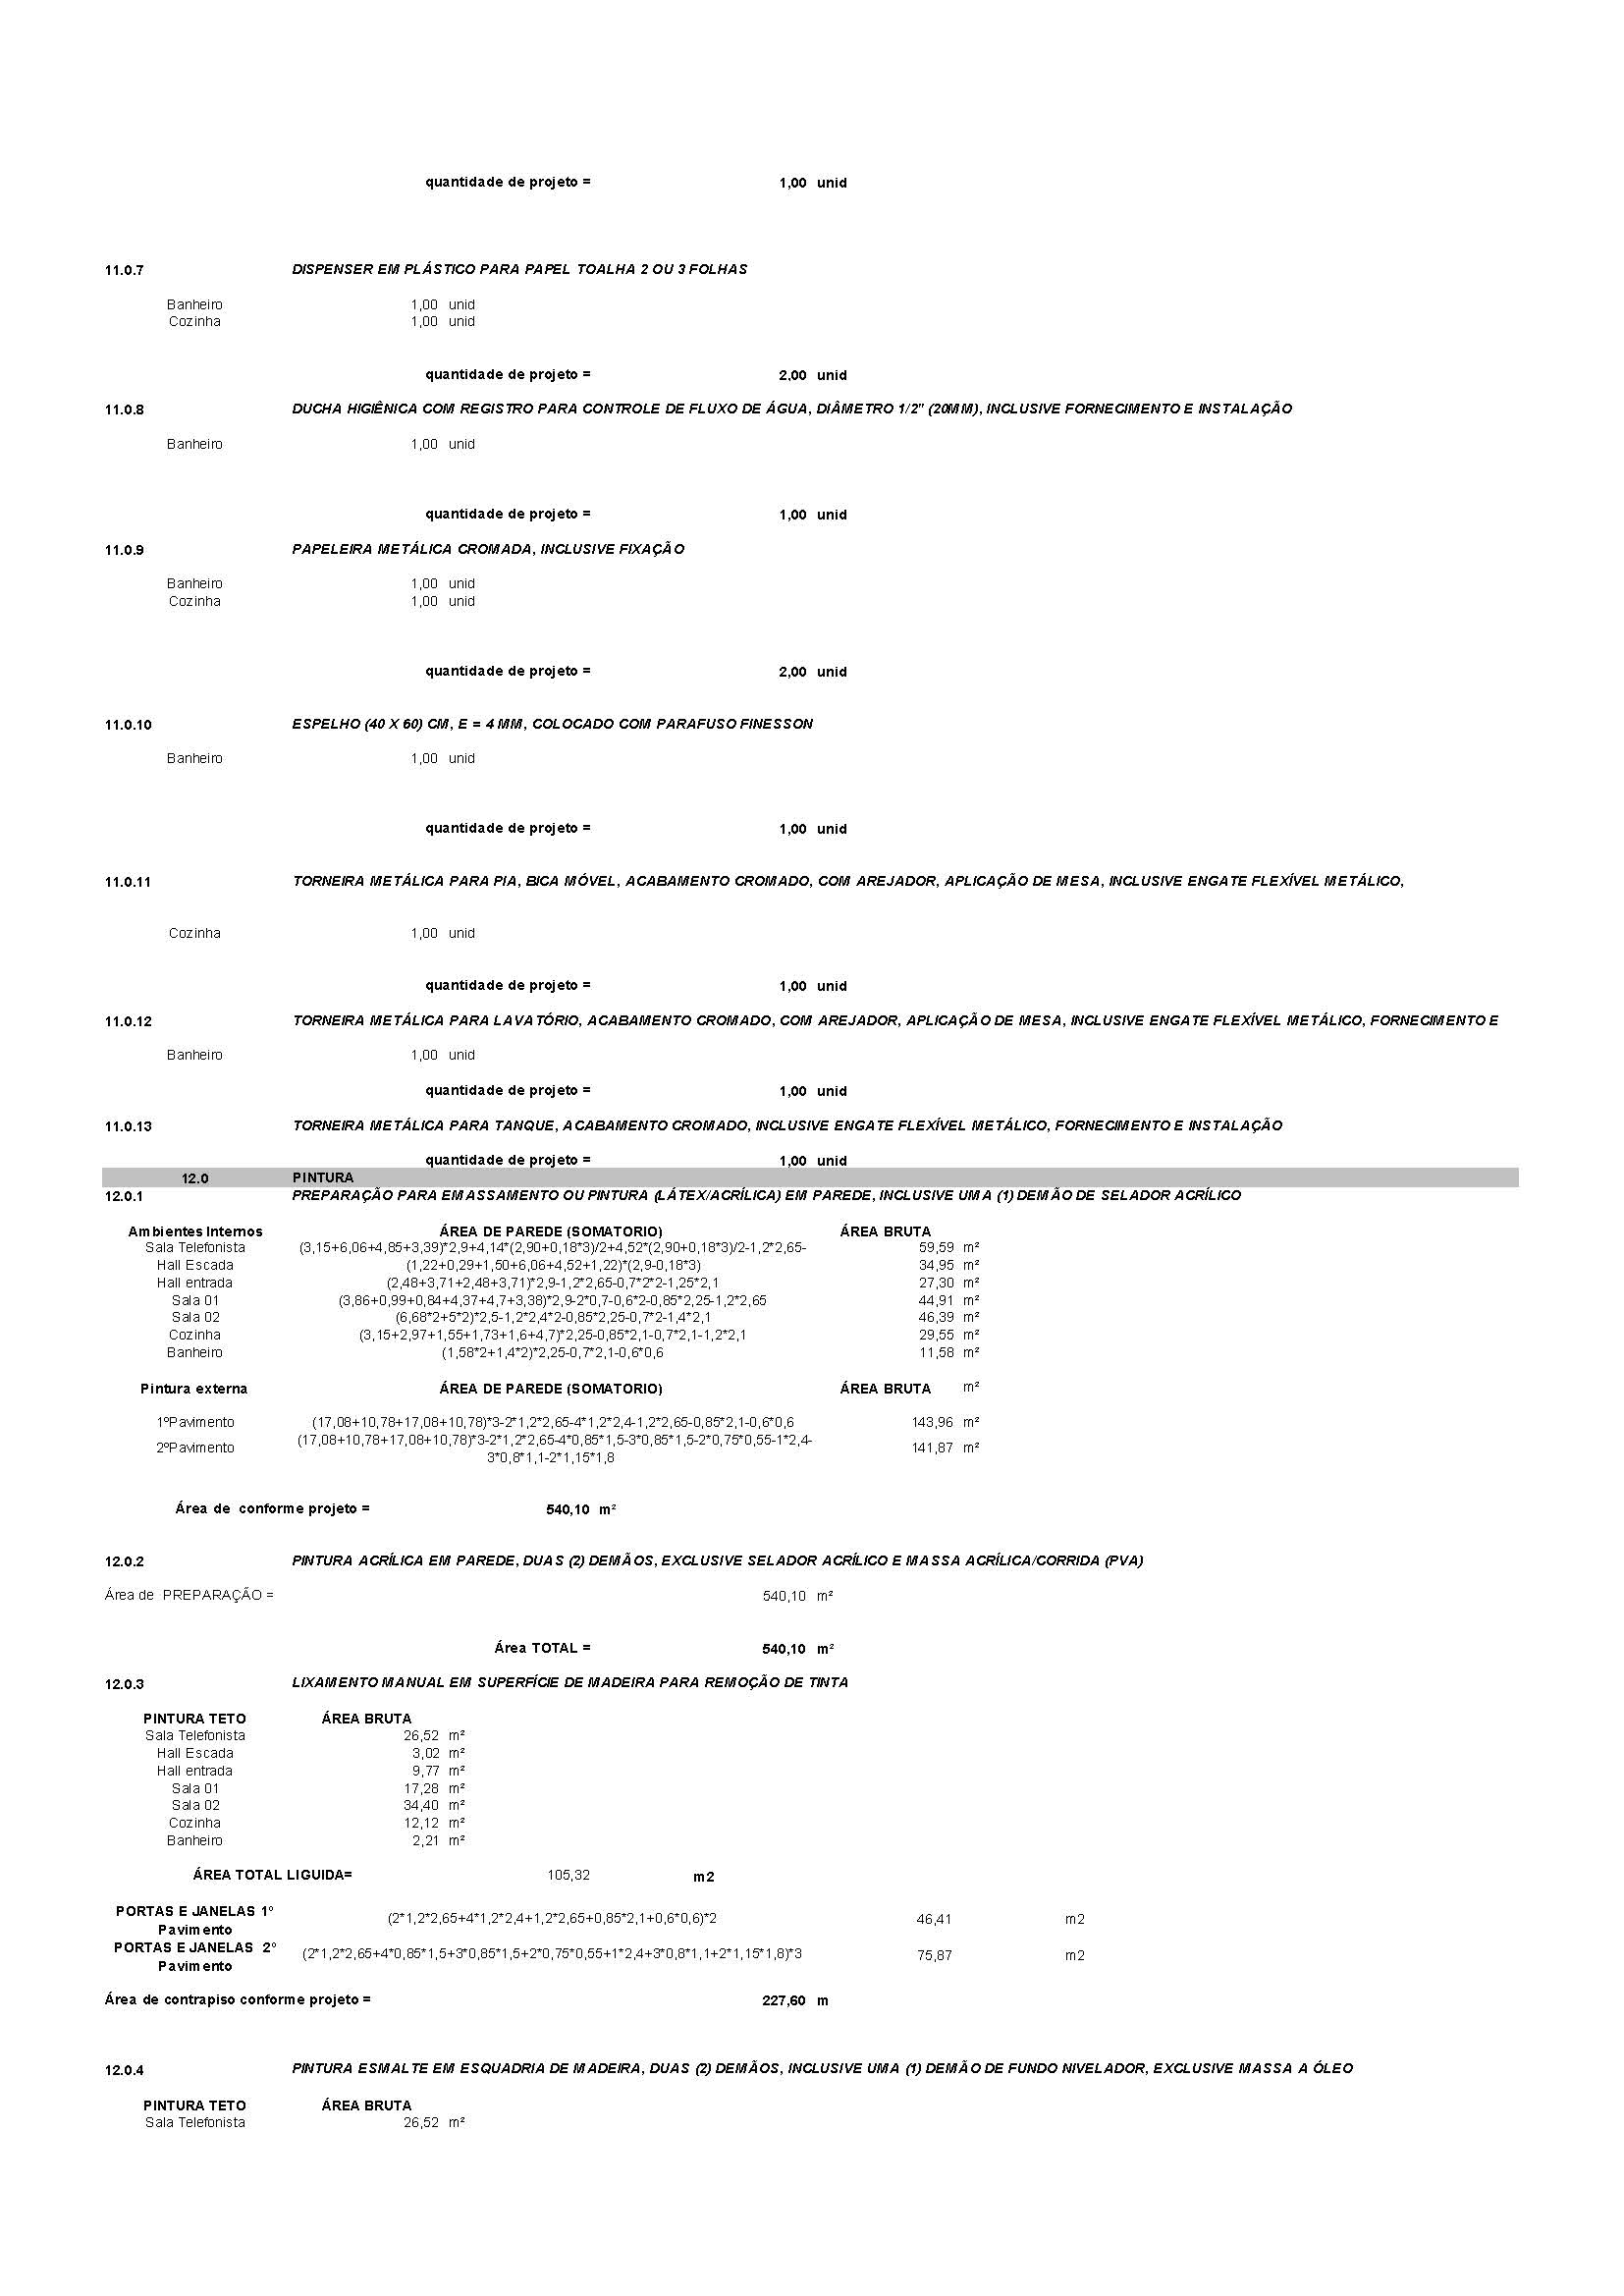 quantidade de projeto = 1,00 unid
11.0.7 DISPENSER EM PLÁSTICO PARA PAPEL TOALHA 2 OU 3 FOLHAS
Banheiro 1,00 unid
Cozinha 1,00 unid
quantidade de projeto = 2,00 unid
11.0.8 DUCHA HIGIÊNICA COM REGISTRO PARA CONTROLE DE FLUXO DE ÁGUA, DIÂMETRO 1/2" (20MM), INCLUSIVE FORNECIMENTO E INSTALAÇÃO
Banheiro 1,00 unid
quantidade de projeto = 1,00 unid
11.0.9 PAPELEIRA METÁLICA CROMADA, INCLUSIVE FIXAÇÃO
Banheiro 1,00 unid
Cozinha 1,00 unid
quantidade de projeto = 2,00 unid
11.0.10 ESPELHO (40 X 60) CM, E = 4 MM, COLOCADO COM PARAFUSO FINESSON
Banheiro 1,00 unid
quantidade de projeto = 1,00 unid
11.0.11 TORNEIRA METÁLICA PARA PIA, BICA MÓVEL, ACABAMENTO CROMADO, COM AREJADOR, APLICAÇÃO DE MESA, INCLUSIVE ENGATE FLEXÍVEL METÁLICO,
Cozinha 1,00 unid
quantidade de projeto = 1,00 unid
11.0.12 TORNEIRA METÁLICA PARA LAVATÓRIO, ACABAMENTO CROMADO, COM AREJADOR, APLICAÇÃO DE MESA, INCLUSIVE ENGATE FLEXÍVEL METÁLICO, FORNECIMENTO E
Banheiro 1,00 unid
quantidade de projeto = 1,00 unid
11.0.13 TORNEIRA METÁLICA PARA TANQUE, ACABAMENTO CROMADO, INCLUSIVE ENGATE FLEXÍVEL METÁLICO, FORNECIMENTO E INSTALAÇÃO
quantidade de projeto = 1,00 unid
12.0 PINTURA
12.0.1 PREPARAÇÃO PARA EMASSAMENTO OU PINTURA (LÁTEX/ACRÍLICA) EM PAREDE, INCLUSIVE UMA (1) DEMÃO DE SELADOR ACRÍLICO
Ambientes Internos ÁREA DE PAREDE (SOMATORIO) ÁREA BRUTA
Sala Telefonista (3,15+6,06+4,85+3,39)*2,9+4,14*(2,90+0,18*3)/2+4,52*(2,90+0,18*3)/2-1,2*2,65- 59,59 m²
Hall Escada (1,22+0,29+1,50+6,06+4,52+1,22)*(2,9-0,18*3) 34,95 m²
Hall entrada (2,48+3,71+2,48+3,71)*2,9-1,2*2,65-0,7*2*2-1,25*2,1 27,30 m²
Sala 01 (3,86+0,99+0,84+4,37+4,7+3,38)*2,9-2*0,7-0,6*2-0,85*2,25-1,2*2,65 44,91 m²
Sala 02 (6,68*2+5*2)*2,5-1,2*2,4*2-0,85*2,25-0,7*2-1,4*2,1 46,39 m²
Cozinha (3,15+2,97+1,55+1,73+1,6+4,7)*2,25-0,85*2,1-0,7*2,1-1,2*2,1 29,55 m²
Banheiro (1,58*2+1,4*2)*2,25-0,7*2,1-0,6*0,6 11,58 m²
Pintura externa ÁREA DE PAREDE (SOMATORIO) ÁREA BRUTA m²
1ºPavimento (17,08+10,78+17,08+10,78)*3-2*1,2*2,65-4*1,2*2,4-1,2*2,65-0,85*2,1-0,6*0,6 143,96 m²
2ºPavimento (17,08+10,78+17,08+10,78)*3-2*1,2*2,65-4*0,85*1,5-3*0,85*1,5-2*0,75*0,55-1*2,4-
3*0,8*1,1-2*1,15*1,8 141,87 m²
Área de conforme projeto = 540,10 m²
12.0.2 PINTURA ACRÍLICA EM PAREDE, DUAS (2) DEMÃOS, EXCLUSIVE SELADOR ACRÍLICO E MASSA ACRÍLICA/CORRIDA (PVA)
Área de PREPARAÇÃO = 540,10 m²
Área TOTAL = 540,10 m²
12.0.3 LIXAMENTO MANUAL EM SUPERFÍCIE DE MADEIRA PARA REMOÇÃO DE TINTA
PINTURA TETO ÁREA BRUTA
Sala Telefonista 26,52 m²
Hall Escada 3,02 m²
Hall entrada 9,77 m²
Sala 01 17,28 m²
Sala 02 34,40 m²
Cozinha 12,12 m²
Banheiro 2,21 m²
ÁREA TOTAL LIGUIDA= 105,32 m2
PORTAS E JANELAS 1º
Pavimento (2*1,2*2,65+4*1,2*2,4+1,2*2,65+0,85*2,1+0,6*0,6)*2 46,41 m2
PORTAS E JANELAS 2º
Pavimento (2*1,2*2,65+4*0,85*1,5+3*0,85*1,5+2*0,75*0,55+1*2,4+3*0,8*1,1+2*1,15*1,8)*3 75,87 m2
Área de contrapiso conforme projeto = 227,60 m
12.0.4 PINTURA ESMALTE EM ESQUADRIA DE MADEIRA, DUAS (2) DEMÃOS, INCLUSIVE UMA (1) DEMÃO DE FUNDO NIVELADOR, EXCLUSIVE MASSA A ÓLEO
PINTURA TETO ÁREA BRUTA
Sala Telefonista 26,52 m²